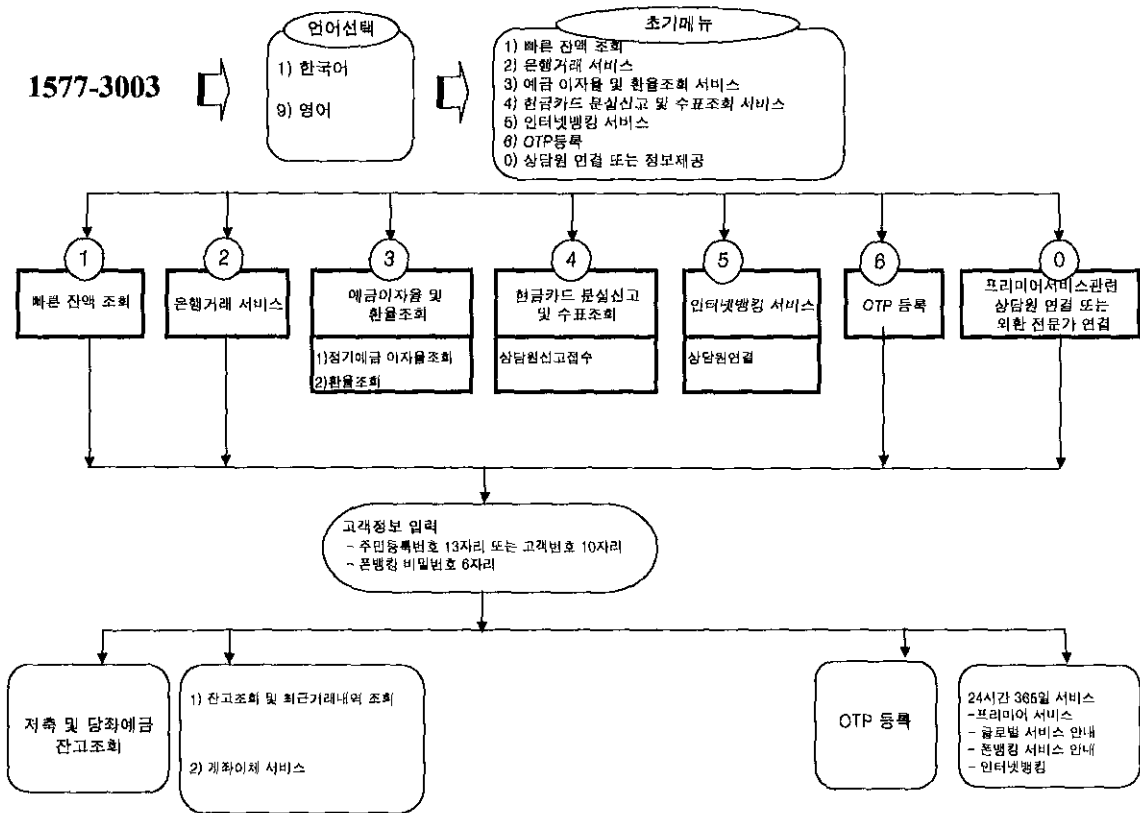 1577-3003
언어선택
1) 한국어
9) 영어
초기메뉴
1) 빠른 잔액 조회
2) 은행거래 서비스
3) 예금 이자율 및 환율조회 서비스
4) 현금카드 분실신고 및 수표조회 서비스
5) 인터넷뱅킹 서비스
6) OTP등록
0) 상담원 연결 또는 정보제공
1
빠른 잔액 조회
2
은행거래 서비스
3
예금이자율 및
환율조회
1)정기예금 이자율조회
2)환율조회
4
현금카드 분실신고
및 수표조회
상담원신고접수
5
인터넷뱅킹 서비스
상담원연결
6
OTP 등록
0
프리미어서비스관련
상담원 연결 또는
외환 전문가 연결
고객정보 입력
- 주민등록번호 13자리 또는 고객번호 10자리
- 폰뱅킹 비밀번호 6자리
저축 및 당좌예금
잔고조회
1) 잔고조회 및 최근거래내역 조회
2) 계좌이체 서비스
OTP 등록
24시간 365일 서비스
-프리미어 서비스
- 글로벌 서비스 안내
- 폰뱅킹 서비스 안내
- 인터넷뱅킹